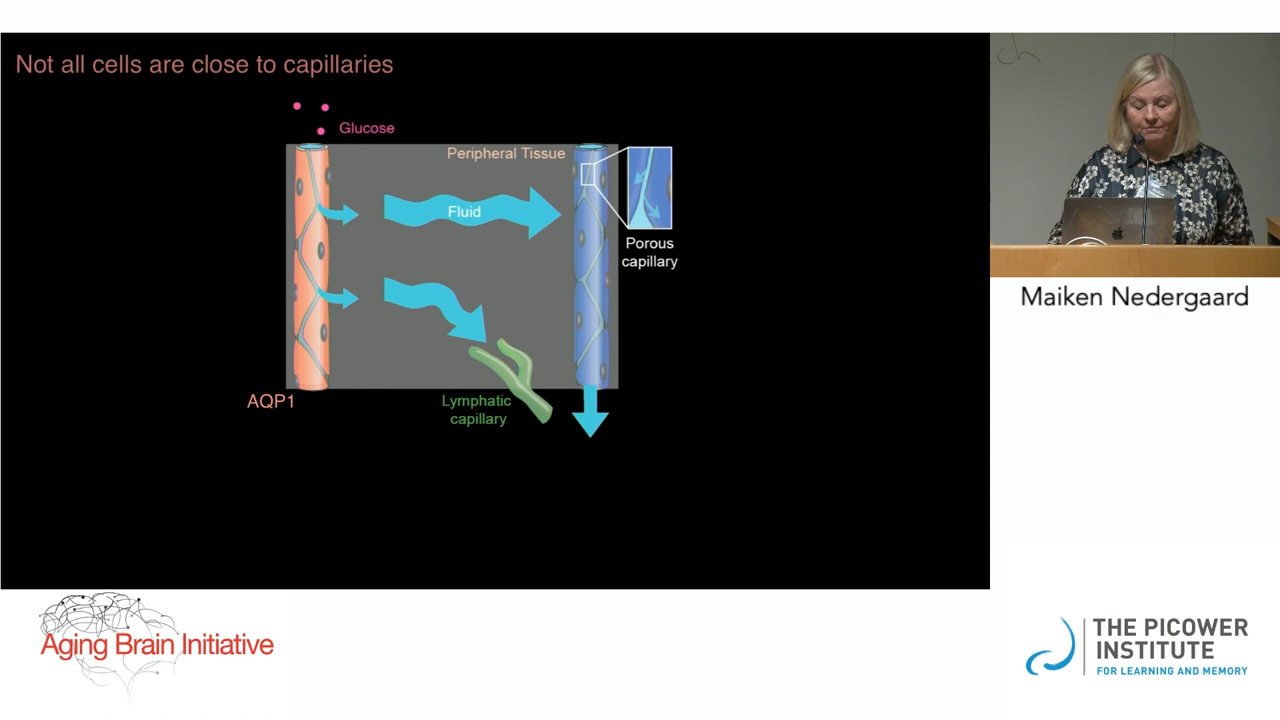 Not all cells are close to capillaries
Glucose
Peripheral Tissue
Fluid
Porous
capillary
AQP1
Lymphatic
capillary
Maiken Nedergaard
Aging Brain Initiative
THE PICOWER
INSTITUTE
FOR LEARNING AND MEMORY